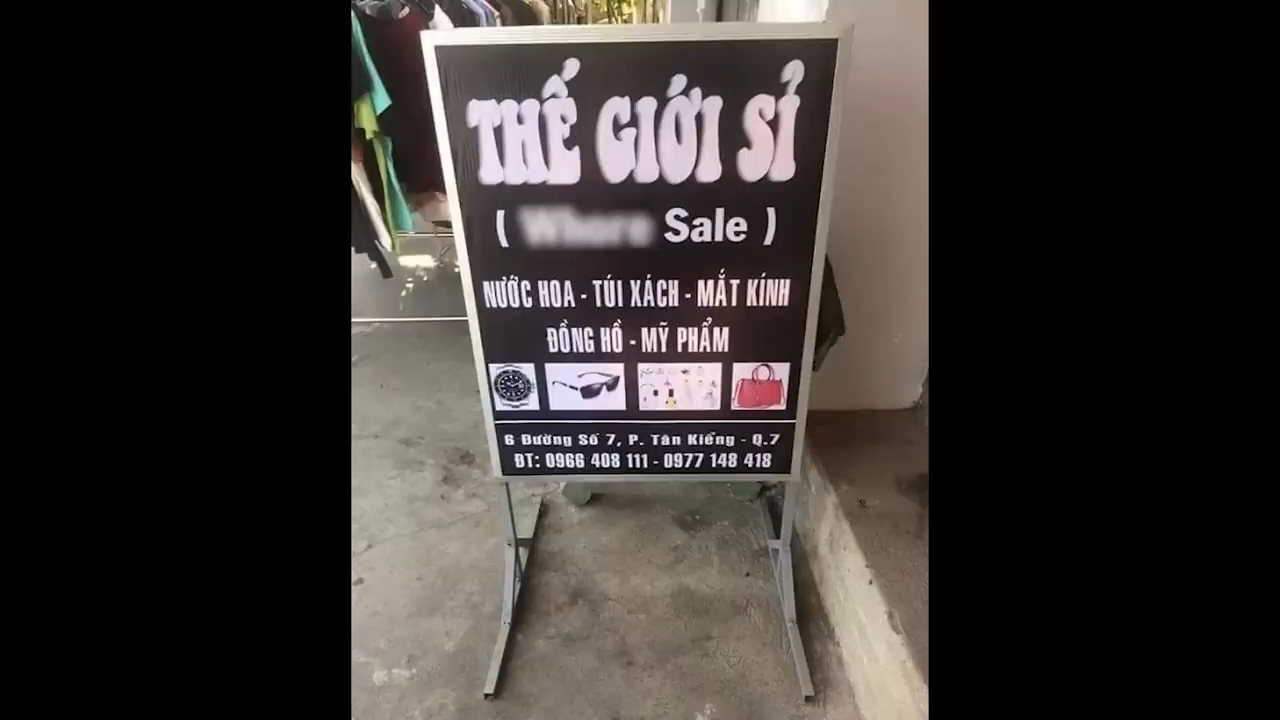 THẾ GIỚI SỈ
( Sale )
NƯỚC HOA - TÚI XÁCH - MẮT KÍNH
ĐỒNG HỒ - MỸ PHẨM
6 Đường Số 7, P. Tân Kiểng - Q.7
ĐT: 0966 408 111 - 0977 148 418